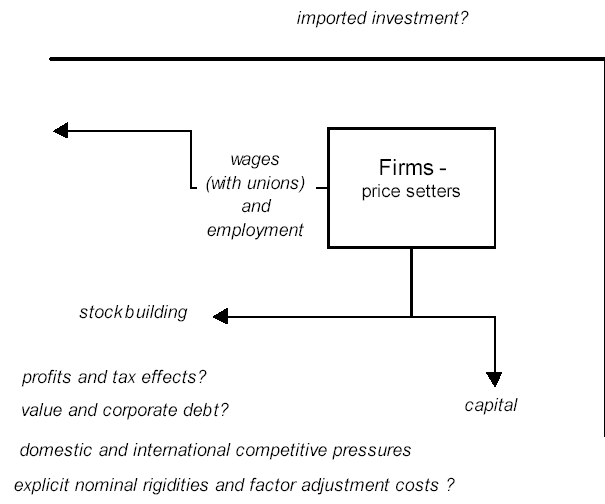 imported investment?
wages
(with unions)
and
employment
Firms -
price setters
stockbuilding
capital
profits and tax effects?
value and corporate debt?
domestic and international competitive pressures
explicit nominal rigidities and factor adjustment costs ?